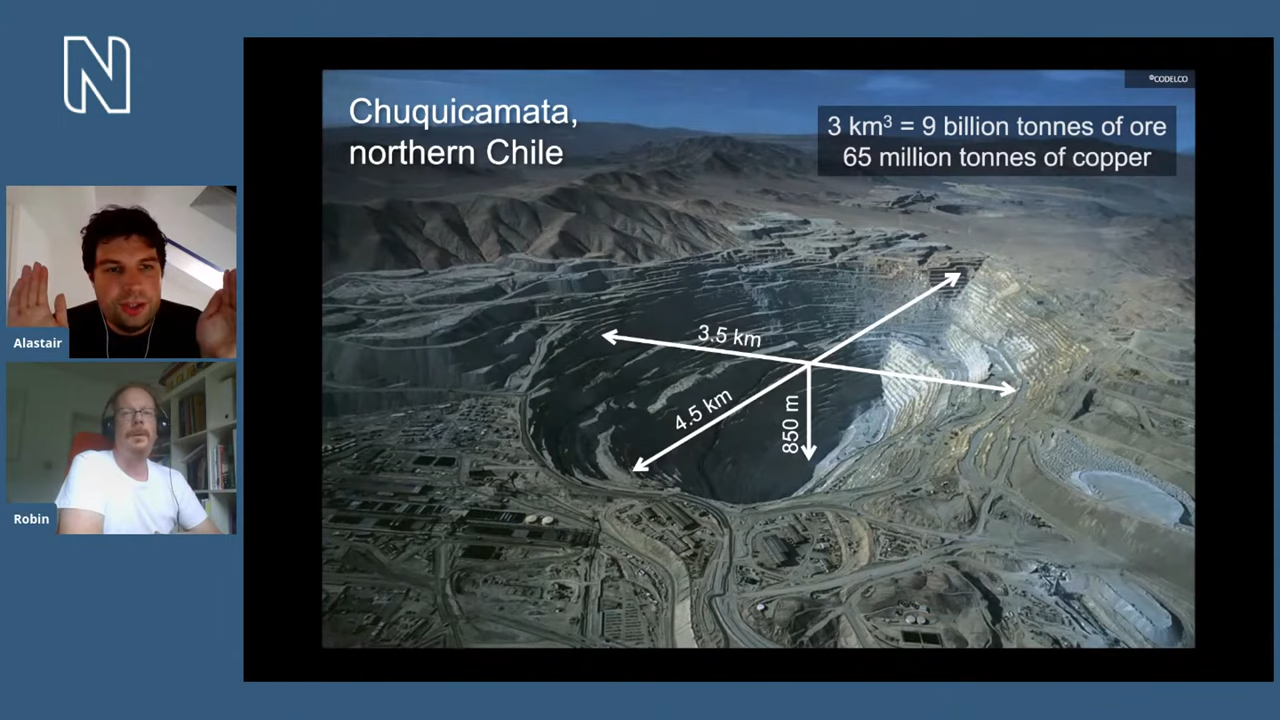 N
©CODELCO
Chuquicamata,
northern Chile
3 km³ = 9 billion tonnes of ore
65 million tonnes of copper
3.5 km
4.5 km
850 m
Alastair
Robin